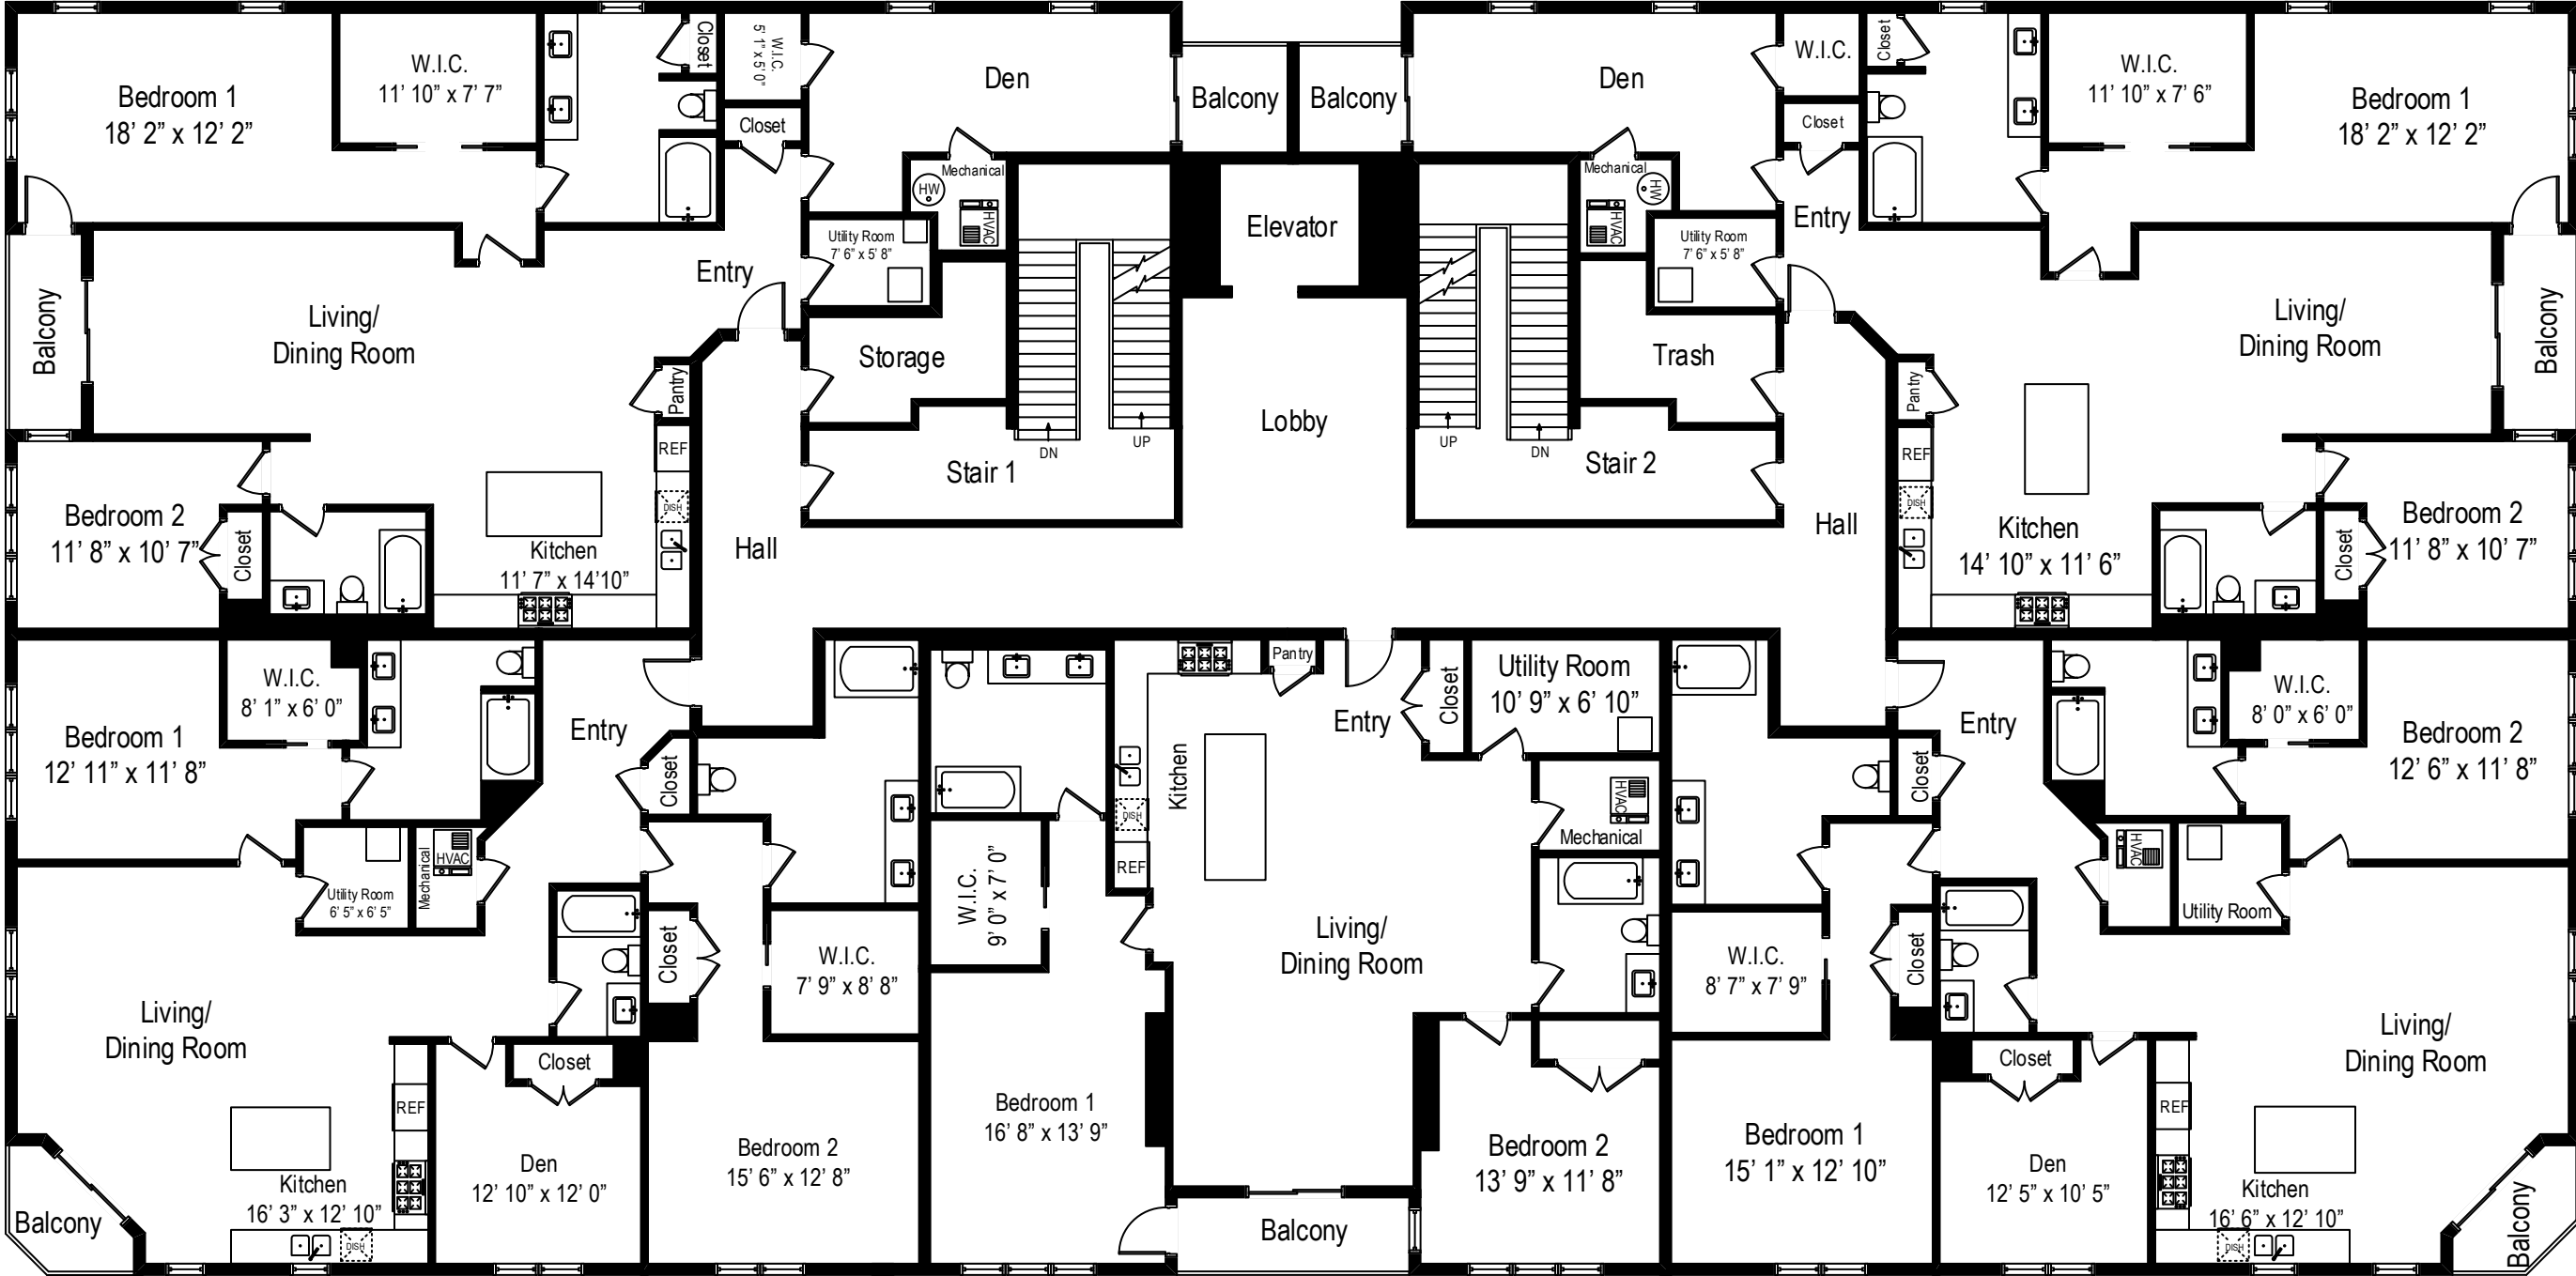 Bedroom 1
18' 2” x 12' 2”
W.I.C.
11' 10” x 7' 7”
Closet
W.I.C.
5' 1” x 5' 0”
Closet
Den
Balcony
Balcony
Den
W.I.C.
Closet
Closet
W.I.C.
11' 10” x 7' 6”
Bedroom 1
18' 2” x 12' 2”
Mechanical
HW
HVAC
Utility Room
7' 6” x 5' 8”
Entry
Elevator
Mechanical
HW
HVAC
Utility Room
7' 6” x 5' 8”
Entry
Balcony
Living/
Dining Room
Pantry
REF
DISH
Storage
Stair 1
DN
UP
Lobby
UP
DN
Trash
Stair 2
Pantry
REF
DISH
Living/
Dining Room
Balcony
Bedroom 2
11' 8” x 10' 7”
Closet
Kitchen
11' 7” x 14'10”
Hall
Hall
Kitchen
14' 10” x 11' 6”
Closet
Bedroom 2
11' 8” x 10' 7”
Bedroom 1
12' 11” x 11' 8”
W.I.C.
8' 1” x 6' 0”
Entry
Closet
Utility Room
6' 5” x 6' 5”
Mechanical
HVAC
Closet
W.I.C.
7' 9” x 8' 8”
Living/
Dining Room
Closet
REF
Kitchen
16' 3” x 12' 10”
DISH
Balcony
Den
12' 10” x 12' 0”
Bedroom 2
15' 6” x 12' 8”
Pantry
Kitchen
DISH
REF
Entry
Closet
Utility Room
10' 9” x 6' 10”
HVAC
Mechanical
W.I.C.
9' 0” x 7' 0”
Living/
Dining Room
Bedroom 1
16' 8” x 13' 9”
Bedroom 2
13' 9” x 11' 8”
Balcony
Entry
Closet
W.I.C.
8' 0” x 6' 0”
Bedroom 2
12' 6” x 11' 8”
HVAC
Utility Room
W.I.C.
8' 7” x 7' 9”
Closet
Closet
Living/
Dining Room
REF
Bedroom 1
15' 1” x 12' 10”
Den
12' 5” x 10' 5”
Kitchen
16' 6” x 12' 10”
DISH
Balcony